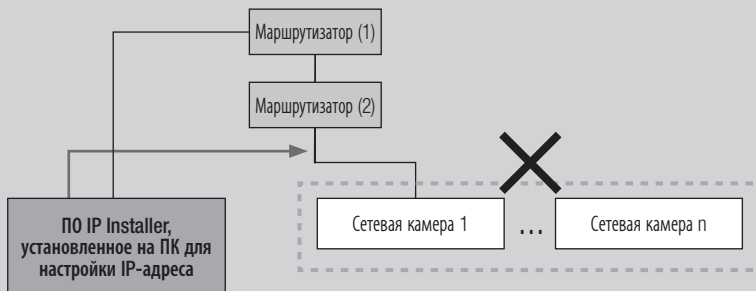 Маршрутизатор (1)
Маршрутизатор (2)
ПО IP Installer,
установленное на ПК для
настройки IP-адреса
Сетевая камера 1
...
Сетевая камера n